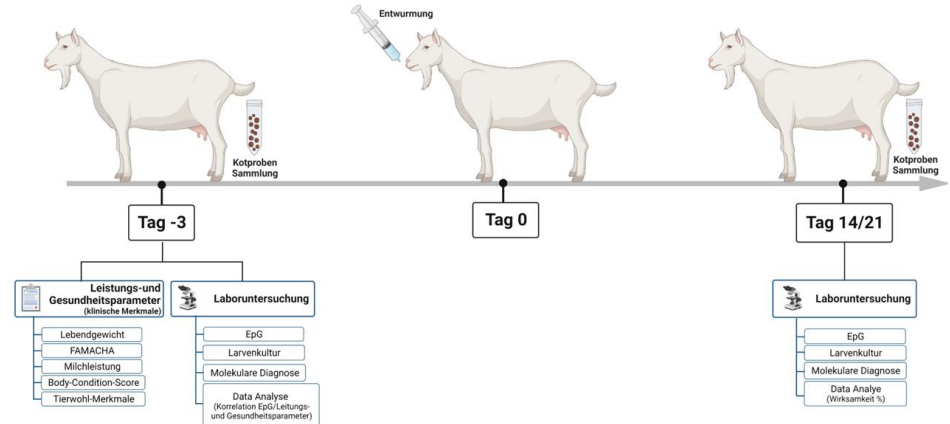 Entwurmung
Kotproben
Sammlung
Kotproben
Sammlung
Tag -3
Tag 0
Tag 14/21
Leistungs-und
Gesundheitsparameter
(klinische Merkmale)
Lebendgewicht
FAMACHA
Milchleistung
Body-Condition-Score
Tierwohl-Merkmale
Laboruntersuchung
EpG
Larvenkultur
Molekulare Diagnose
Data Analyse
(Korrelation EpG/Leitungs-
und Gesundheitsparameter)
Laboruntersuchung
EpG
Larvenkultur
Molekulare Diagnose
Data Analye
(Wirksamkeit %)